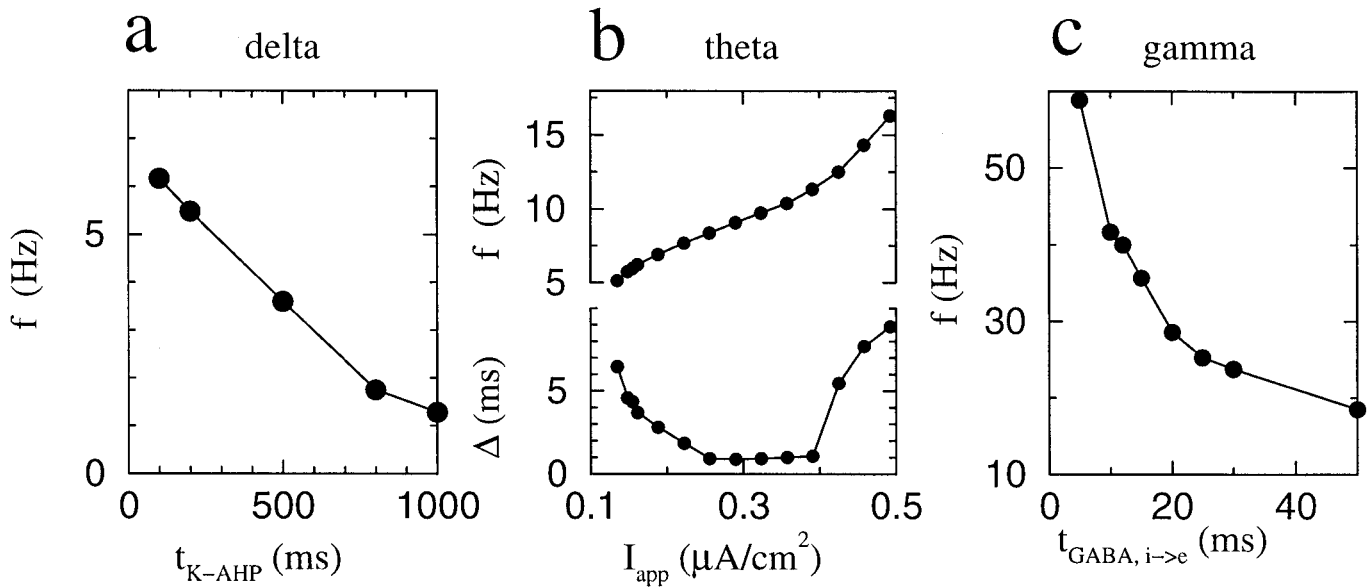 a delta
b theta
c gamma
f (Hz)
5
0
0 500 1000
t_K-AHP (ms)
f (Hz)
15
10
5
Δ (ms)
5
0
0.1 0.3 0.5
I_app (μA/cm²)
f (Hz)
50
30
10
0 20 40
t_GABA, i->e (ms)